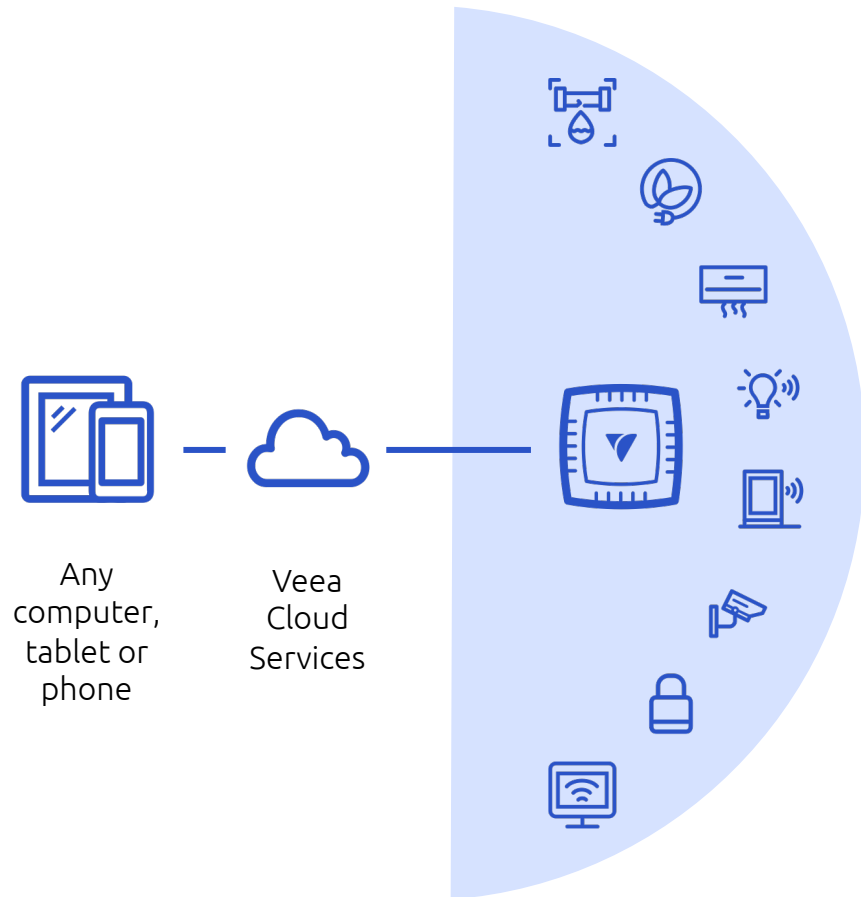 Any
computer,
tablet or
phone
Veea
Cloud
Services